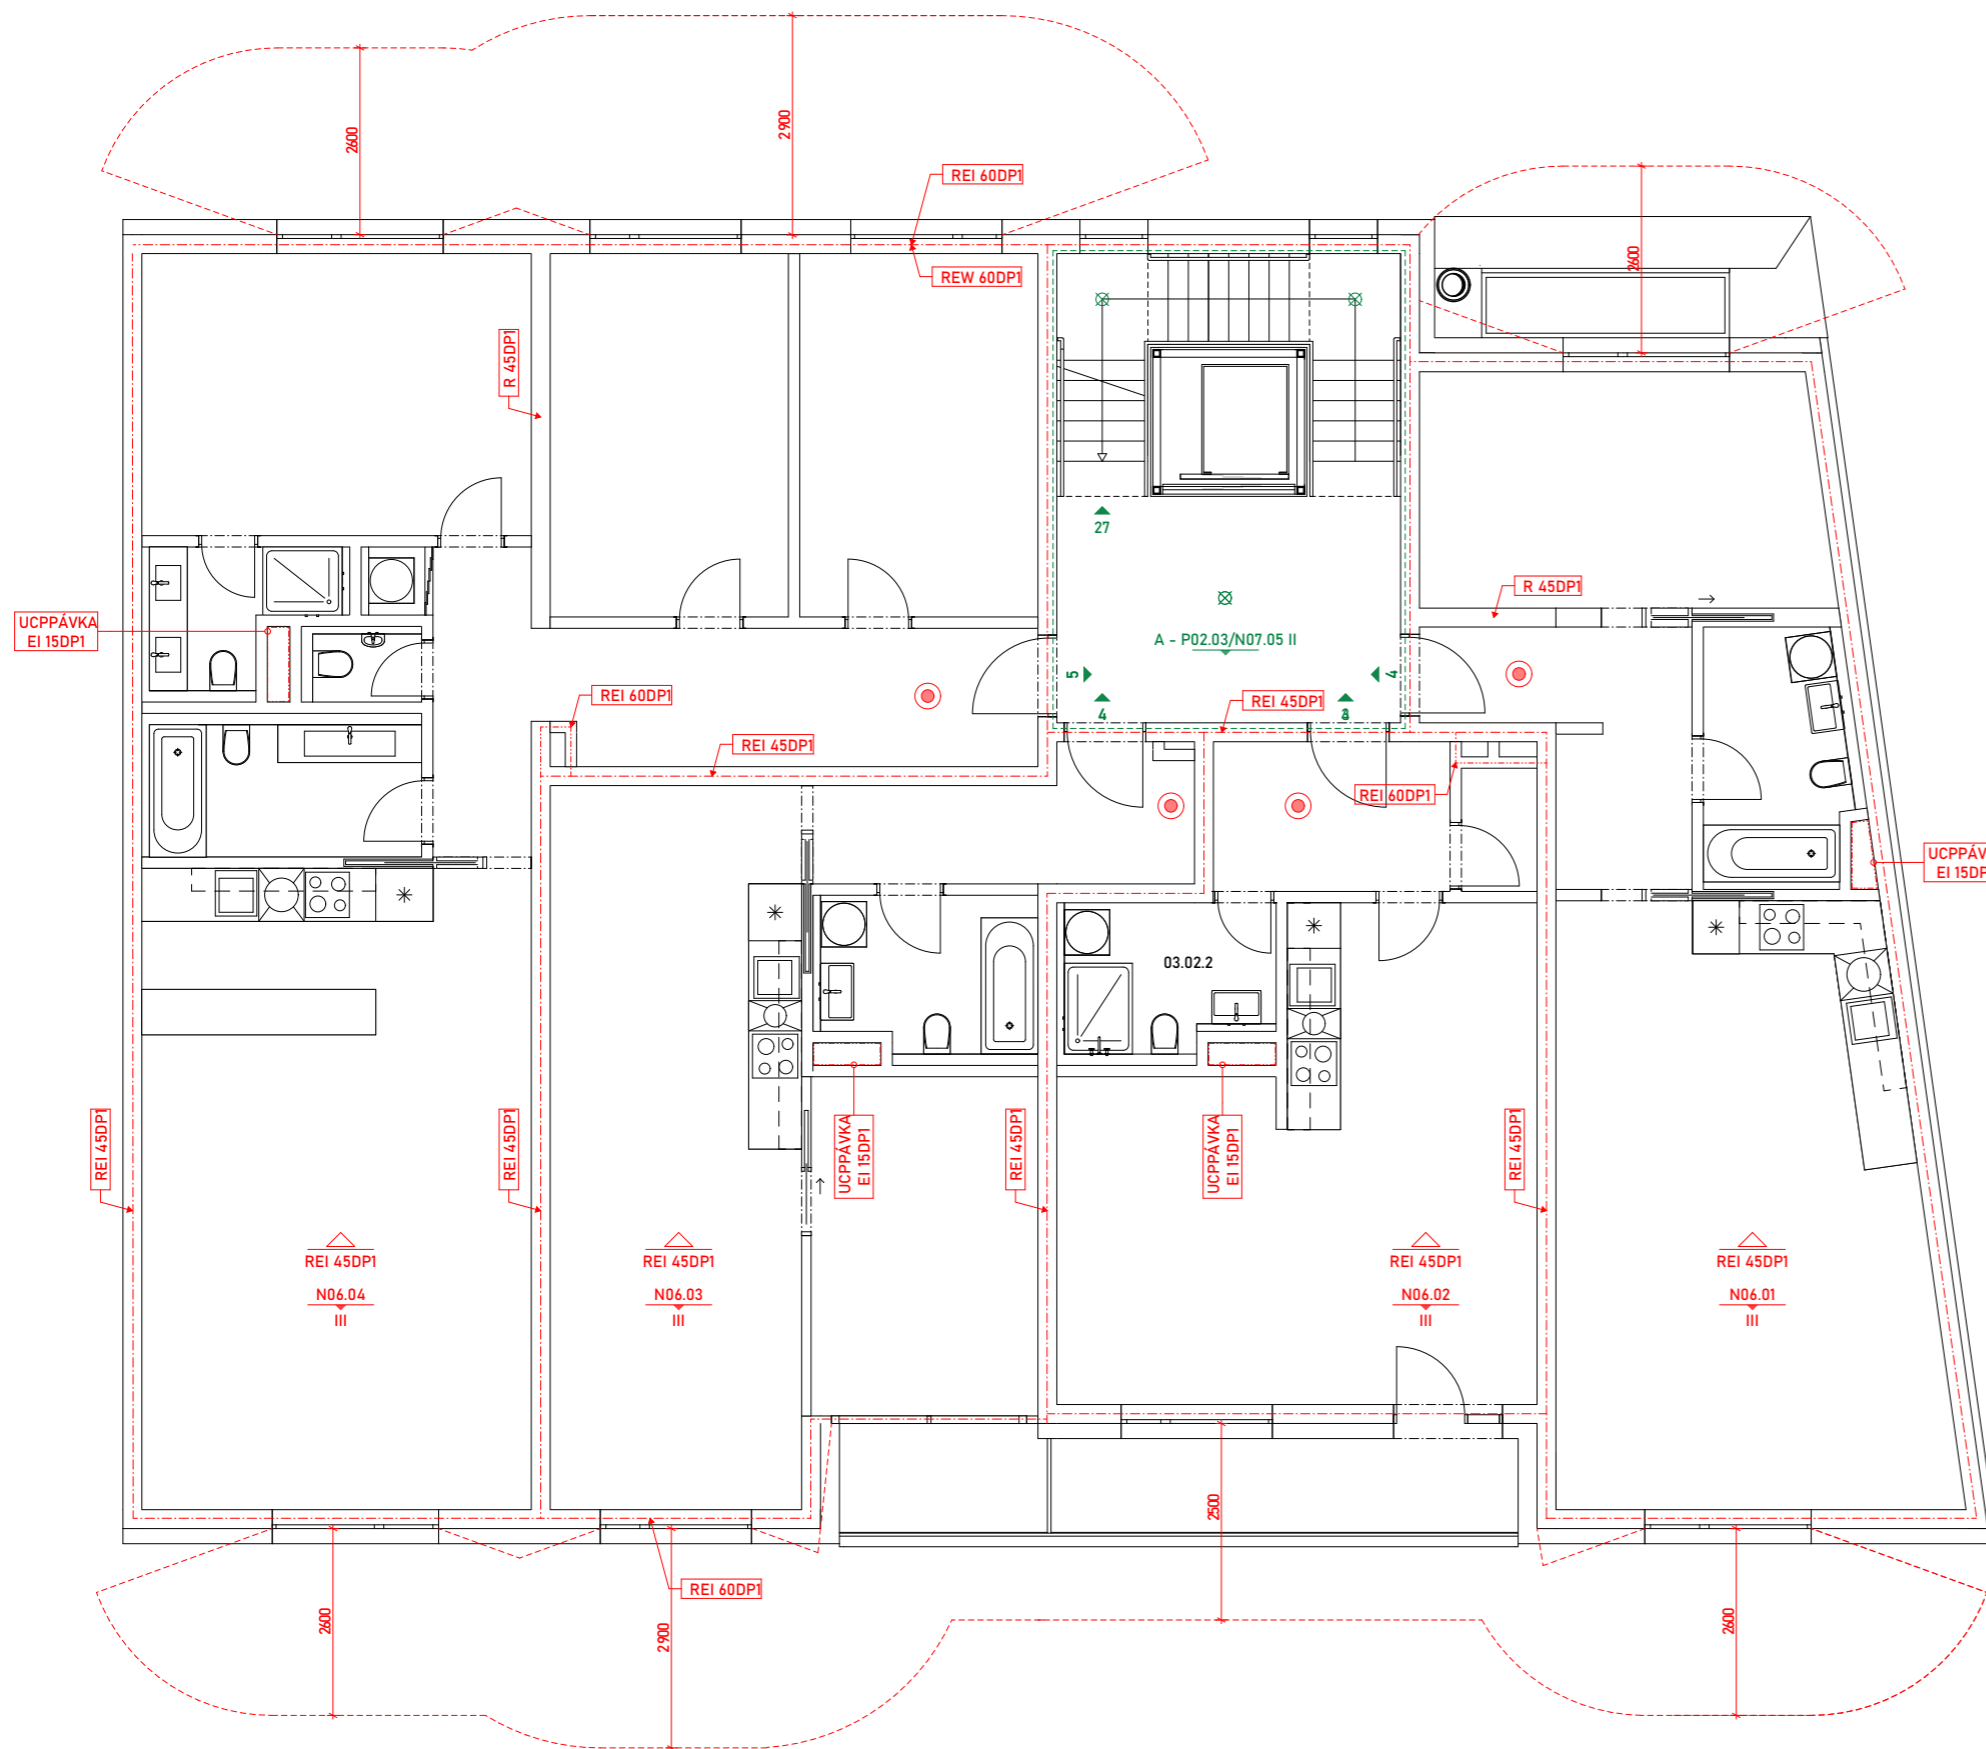 2600
2900
REI 60DP1
REW 60DP1
2600
R 45DP1
27
R 45DP1
UCPPÁVKA
EI 15DP1
A - P02.03/N07.05 II
5
4
4
REI 60DP1
REI 45DP1
REI 45DP1
REI 60DP1
UCPPÁV
EI 15DP
03.02.2
REI 45DP1
REI 45DP1
UCPPÁVKA
EI 15DP1
REI 45DP1
UCPPÁVKA
EI 15DP1
REI 45DP1
REI 45DP1
N06.04
III
REI 45DP1
N06.03
III
REI 45DP1
N06.02
III
REI 45DP1
N06.01
III
2500
REI 60DP1
2600
2900
2600